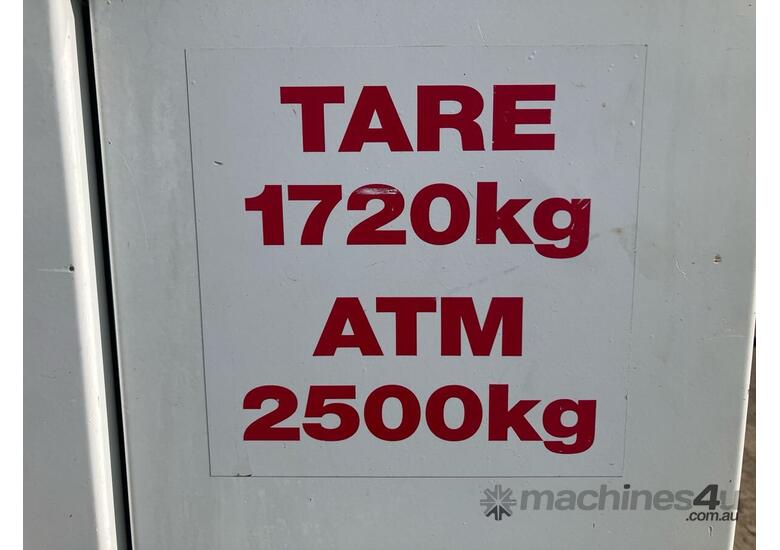 TARE
1720kg
ATM
2500kg
machines4u
.com.au